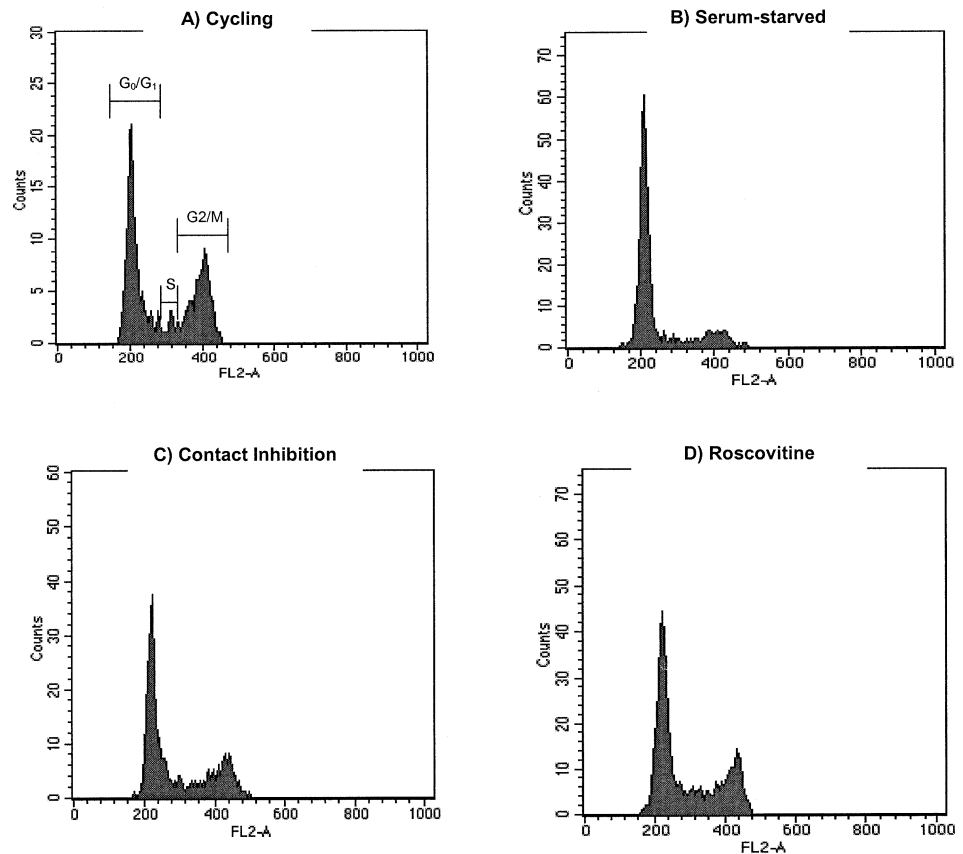 A) Cycling
30
25
20
15
10
5
0
Counts
G0/G1
S
G2/M
0 200 400 600 800 1000
FL2-A
B) Serum-starved
70
60
50
40
30
20
10
0
Counts
0 200 400 600 800 1000
FL2-A
C) Contact Inhibition
60
50
40
30
20
10
0
Counts
0 200 400 600 800 1000
FL2-A
D) Roscovitine
70
60
50
40
30
20
10
0
Counts
0 200 400 600 800 1000
FL2-A